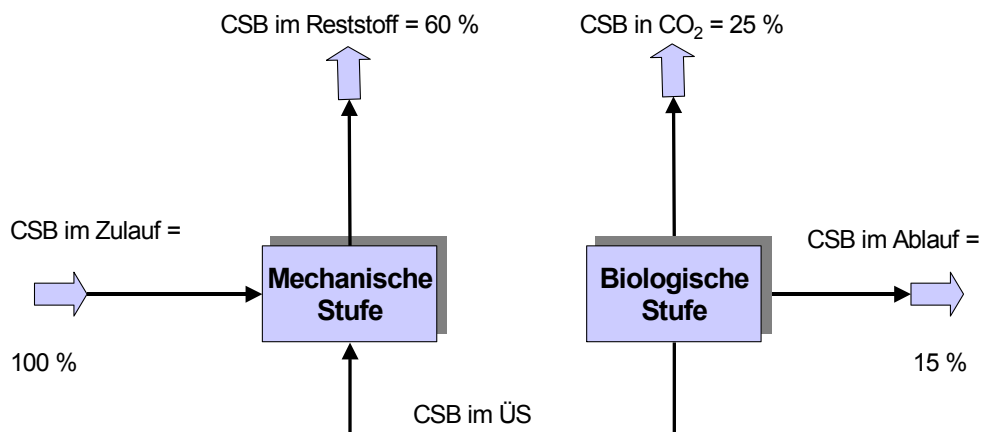 CSB im Reststoff = 60 %
CSB in CO₂ = 25 %
CSB im Zulauf =
100 %
Mechanische
Stufe
Biologische
Stufe
CSB im Ablauf =
15 %
CSB im ÜS